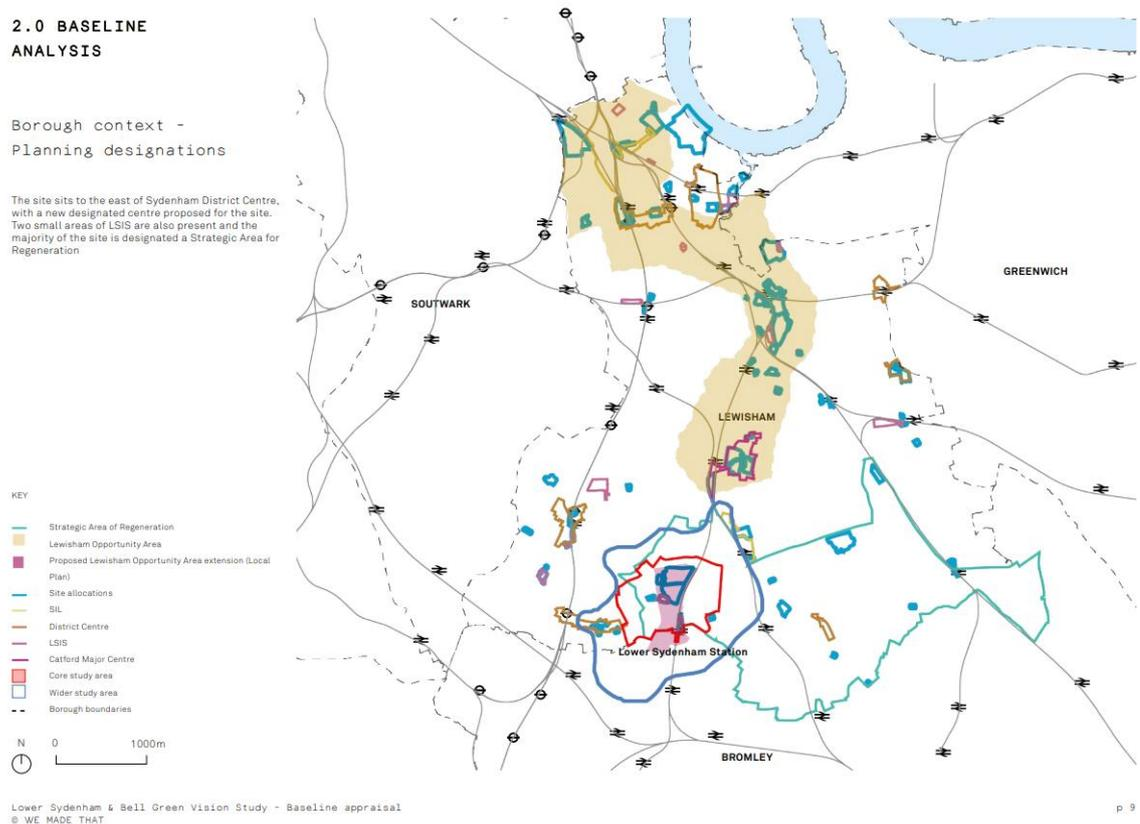 2.0 BASELINE
ANALYSIS
Borough context -
Planning designations
The site sits to the east of Sydenham District Centre,
with a new designated centre proposed for the site.
Two small areas of LSIS are also present and the
majority of the site is designated a Strategic Area for
Regeneration
SOUTWARK
GREENWICH
LEWISHAM
Lower Sydenham Station
BROMLEY
KEY
Strategic Area of Regeneration
Lewisham Opportunity Area
Proposed Lewisham Opportunity Area extension (Local
Plan)
Site allocations
SIL
District Centre
LSIS
Catford Major Centre
Core study area
Wider study area
Borough boundaries
N 0 1000m
Lower Sydenham & Bell Green Vision Study - Baseline appraisal
© WE MADE THAT
p 9